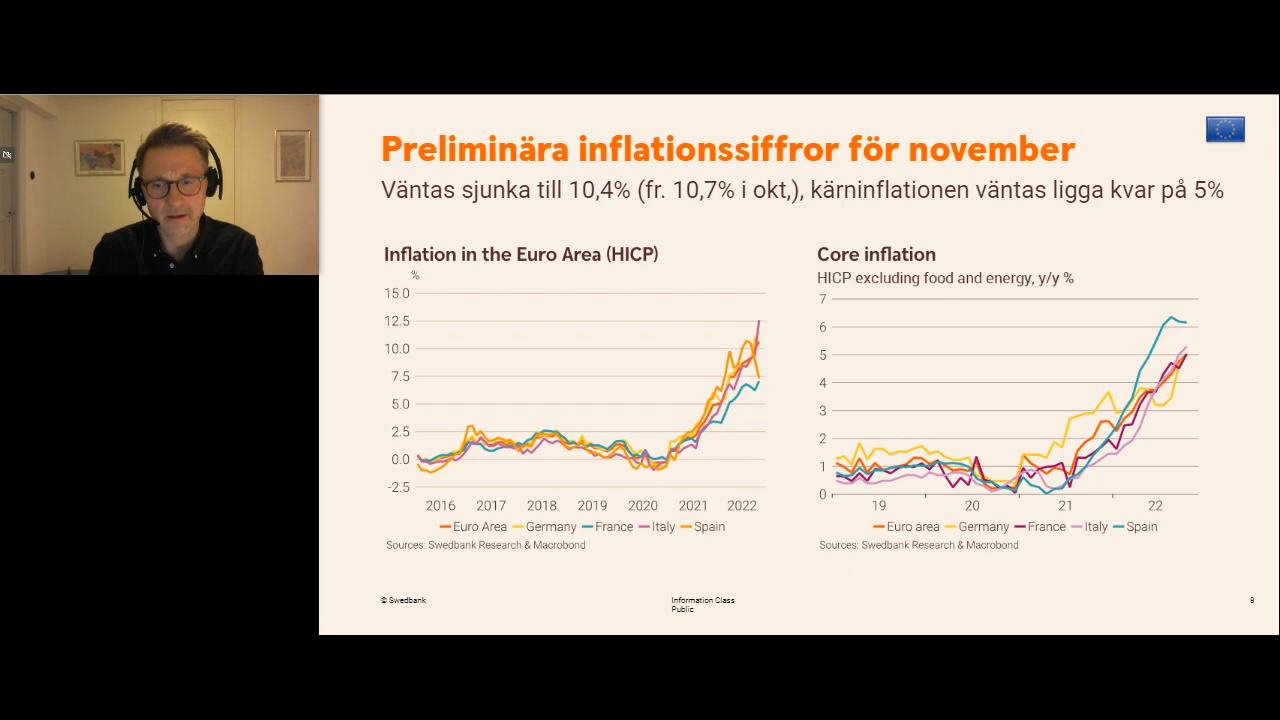 Preliminära inflationssiffror för november
Väntas sjunka till 10,4% (fr. 10,7% i okt,), kärninflationen väntas ligga kvar på 5%
Inflation in the Euro Area (HICP)
%
15.0
12.5
10.0
7.5
5.0
2.5
0.0
-2.5
2016 2017 2018 2019 2020 2021 2022
Euro Area Germany France Italy Spain
Sources: Swedbank Research & Macrobond
Core inflation
HICP excluding food and energy, y/y %
7
6
5
4
3
2
1
0
19 20 21 22
Euro area Germany France Italy Spain
Sources: Swedbank Research & Macrobond
© Swedbank
Information Class
Public
8